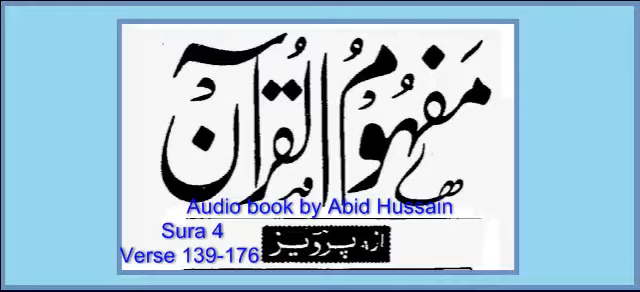 مفہوم القرآن
Audio book by Abid Hussain
Sura 4
از پرویز
Verse 139-176